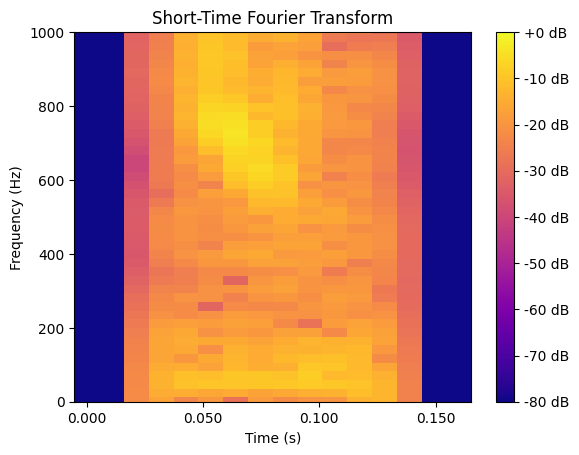 Short-Time Fourier Transform
Frequency (Hz)
1000
800
600
400
200
0
0.000
0.050
0.100
0.150
Time (s)
+0 dB
-10 dB
-20 dB
-30 dB
-40 dB
-50 dB
-60 dB
-70 dB
-80 dB